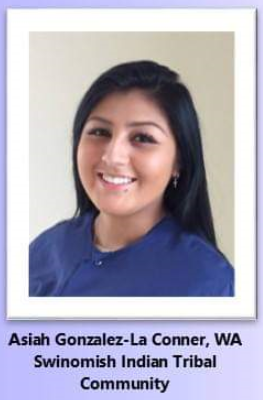 Asiah Gonzalez-La Conner, WA
Swinomish Indian Tribal
Community